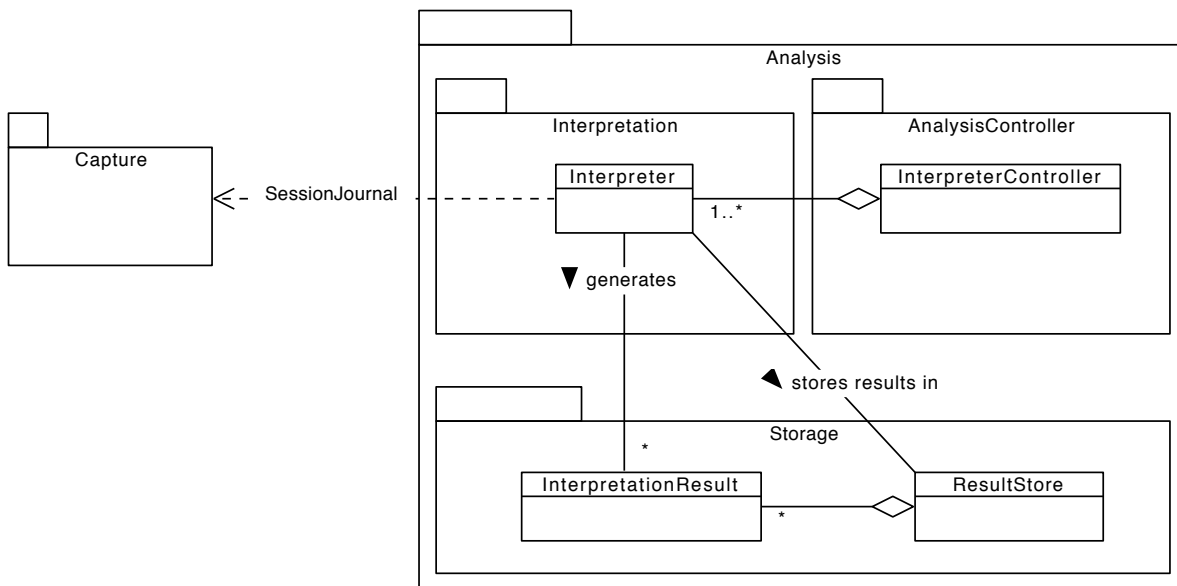 Analysis
Interpretation
AnalysisController
Capture
Interpreter
InterpreterController
SessionJournal
1..*
generates
stores results in
Storage
*
InterpretationResult
ResultStore
*